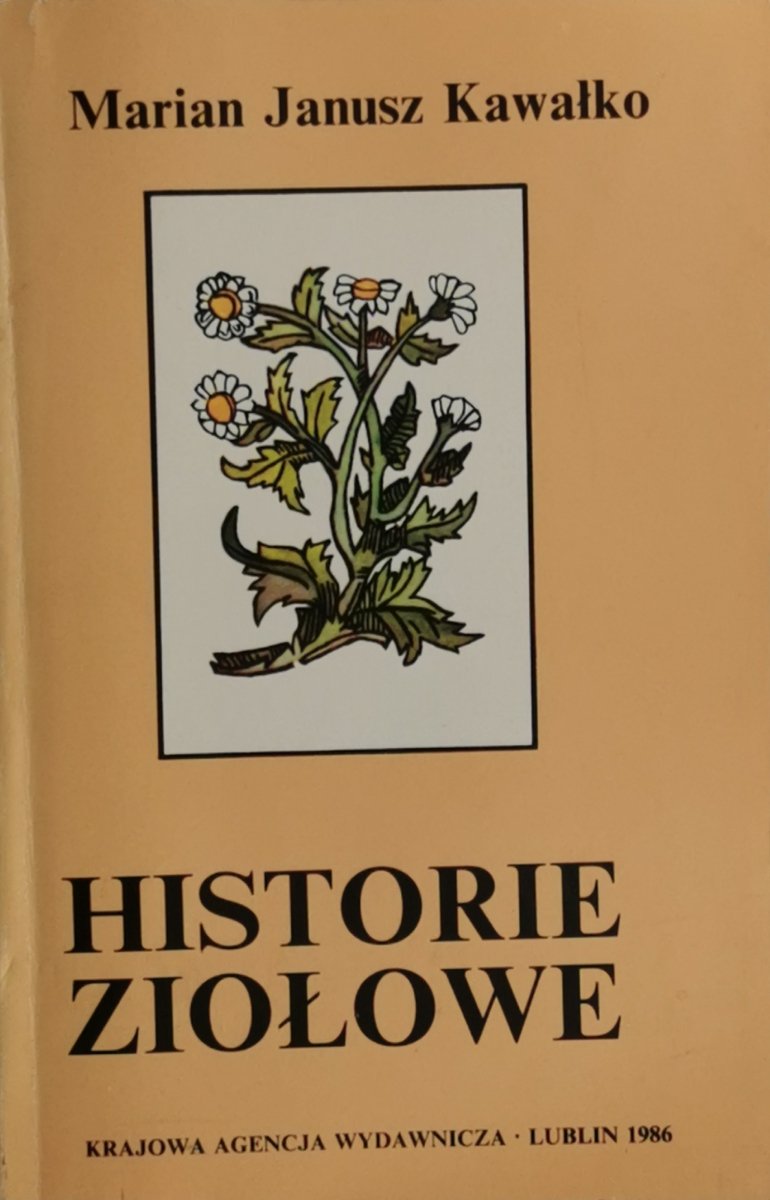 Marian Janusz Kawałko
HISTORIE
ZIOŁOWE
KRAJOWA AGENCJA WYDAWNICZA · LUBLIN 1986